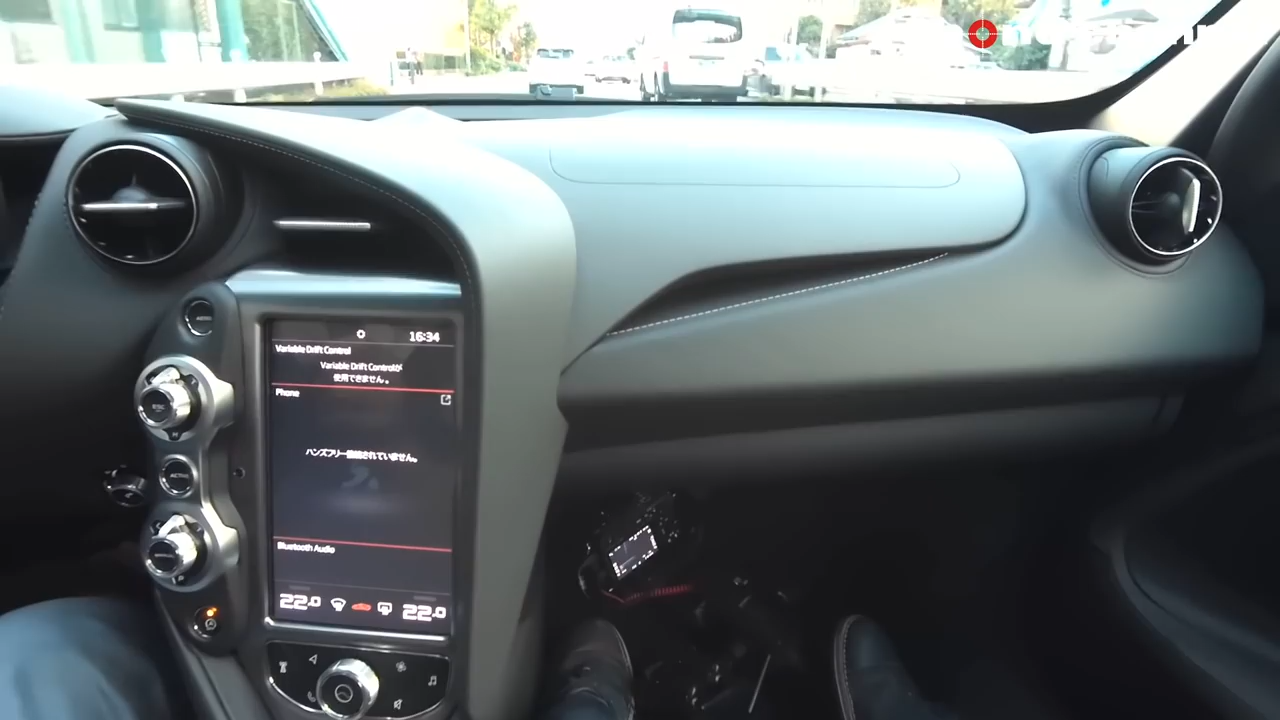 16:34
Variable Drift Control
Variable Drift Controlが
使用できません。
Phone
ハンズフリー接続されていません。
Bluetooth Audio
22.0 22.0
ACTIVE